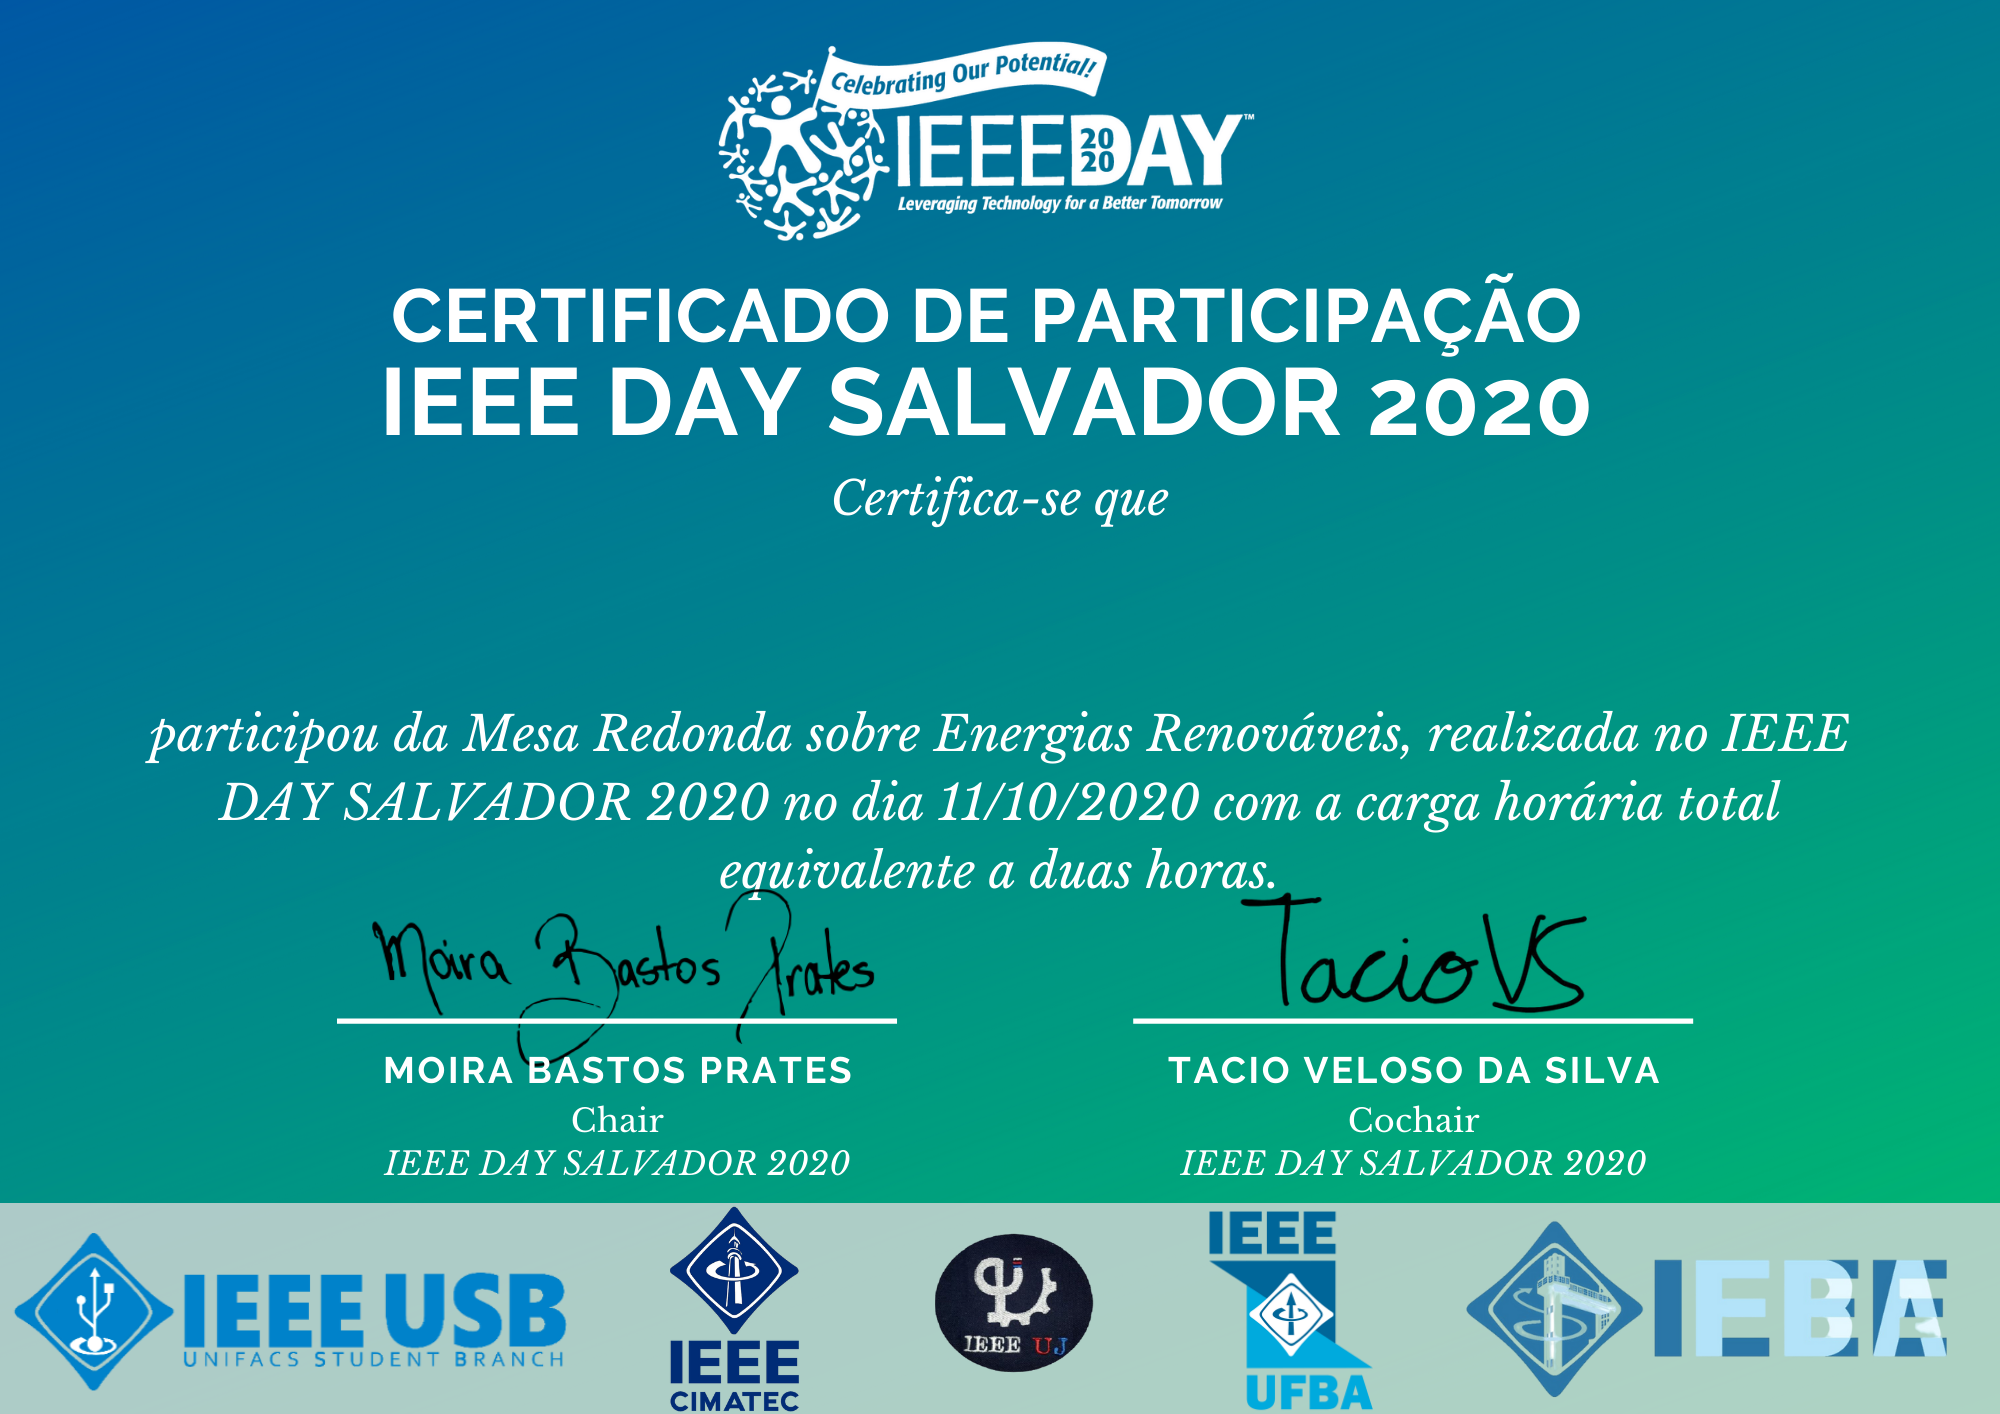 Celebrating Our Potential!
IEEE 2020 DAY™
Leveraging Technology for a Better Tomorrow
CERTIFICADO DE PARTICIPAÇÃO
IEEE DAY SALVADOR 2020
Certifica-se que
participou da Mesa Redonda sobre Energias Renováveis, realizada no IEEE
DAY SALVADOR 2020 no dia 11/10/2020 com a carga horária total
equivalente a duas horas.
Moira Bastos Prates
Tacio VS
MOIRA BASTOS PRATES
Chair
IEEE DAY SALVADOR 2020
TACIO VELOSO DA SILVA
Cochair
IEEE DAY SALVADOR 2020
IEEE USB
UNIFACS STUDENT BRANCH
IEEE
CIMATEC
IEEE UJ
IEEE
UFBA